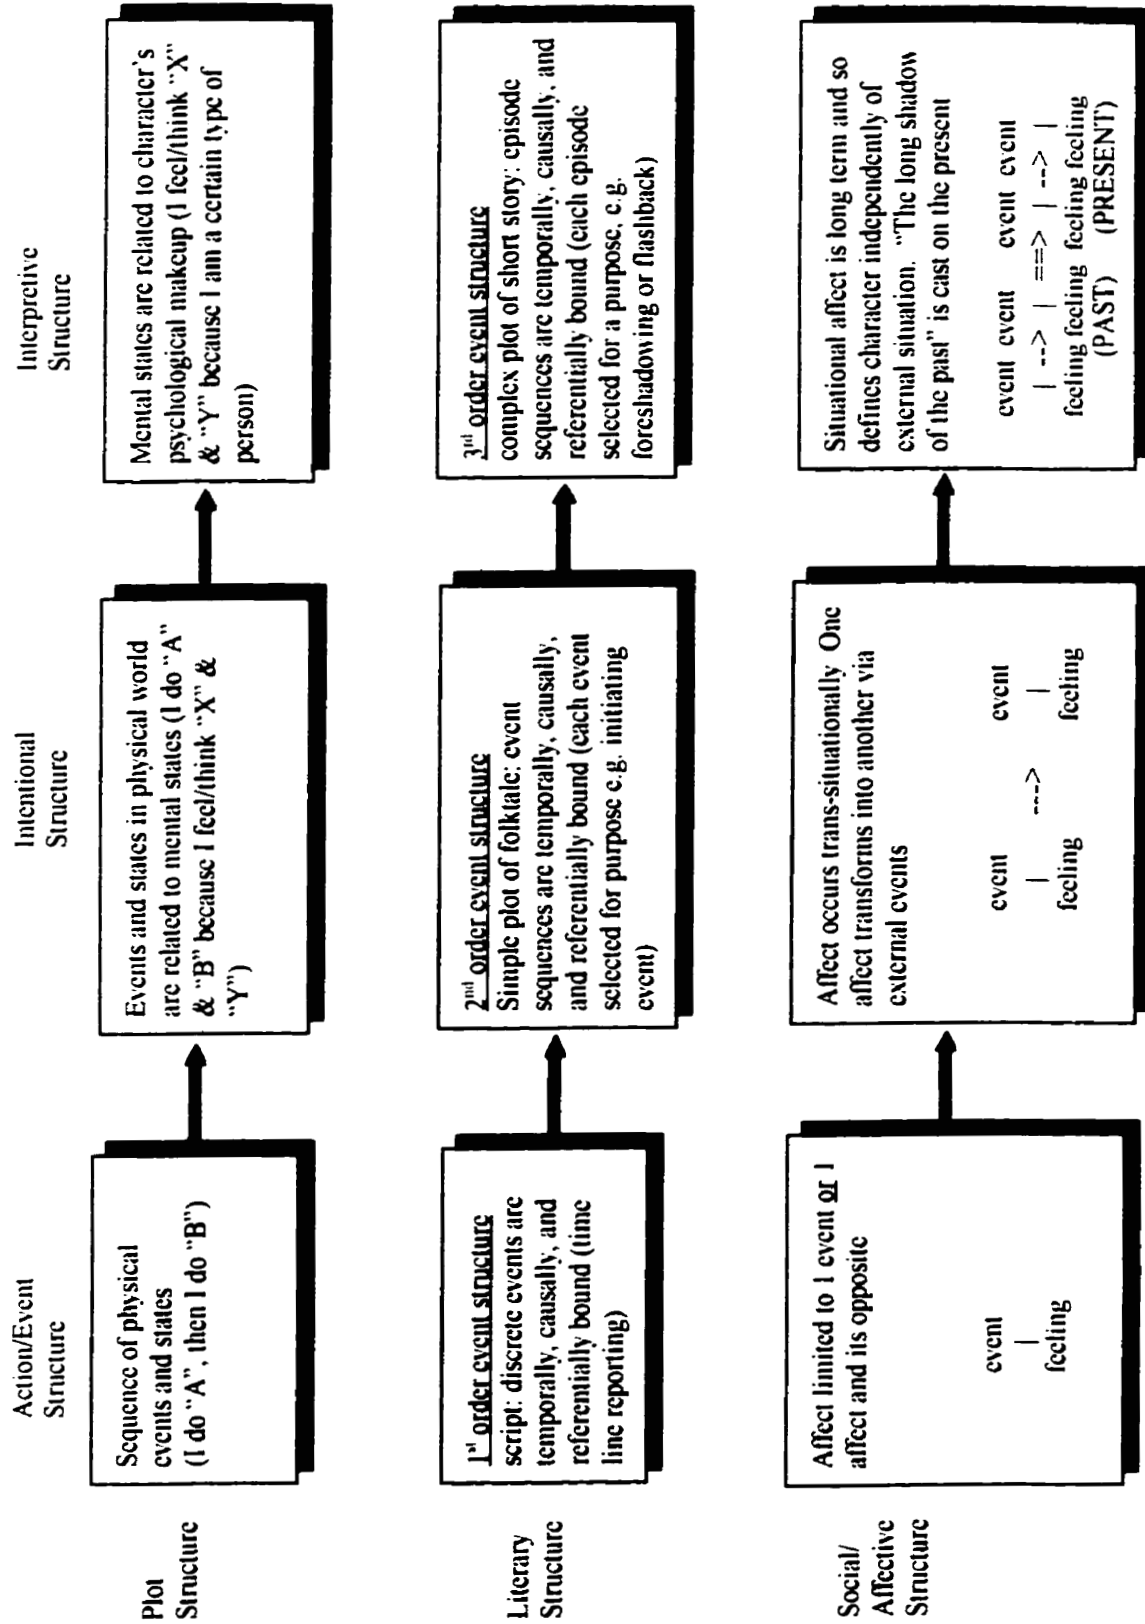 Action/Event
Structure
Intentional
Structure
Interpretive
Structure
Plot
Structure
Sequence of physical
events and states
(I do “A”, then I do “B”)
Events and states in physical world
are related to mental states (I do “A”
& “B” because I feel/think “X” &
“Y”)
Mental states are related to character’s
psychological makeup (I feel/think “X”
& “Y” because I am a certain type of
person)
Literary
Structure
1st order event structure
script: discrete events are
temporally, causally, and
referentially bound (time
line reporting)
2nd order event structure
Simple plot of folktale: event
sequences are temporally, causally,
and referentially bound (each event
selected for purpose e.g. initiating
event)
3rd order event structure
complex plot of short story: episode
sequences are temporally, causally, and
referentially bound (each episode
selected for a purpose, e.g.
foreshadowing or flashback)
Social/
Affective
Structure
Affect limited to 1 event or 1
affect and its opposite
event
|
feeling
Affect occurs trans-situationally One
affect transforms into another via
external events
event event
| ----> |
feeling feeling
Situational affect is long term and so
defines character independently of
external situation. “The long shadow
of the past” is cast on the present
event event event event
| --> | ==> | --> |
feeling feeling feeling feeling
(PAST) (PRESENT)